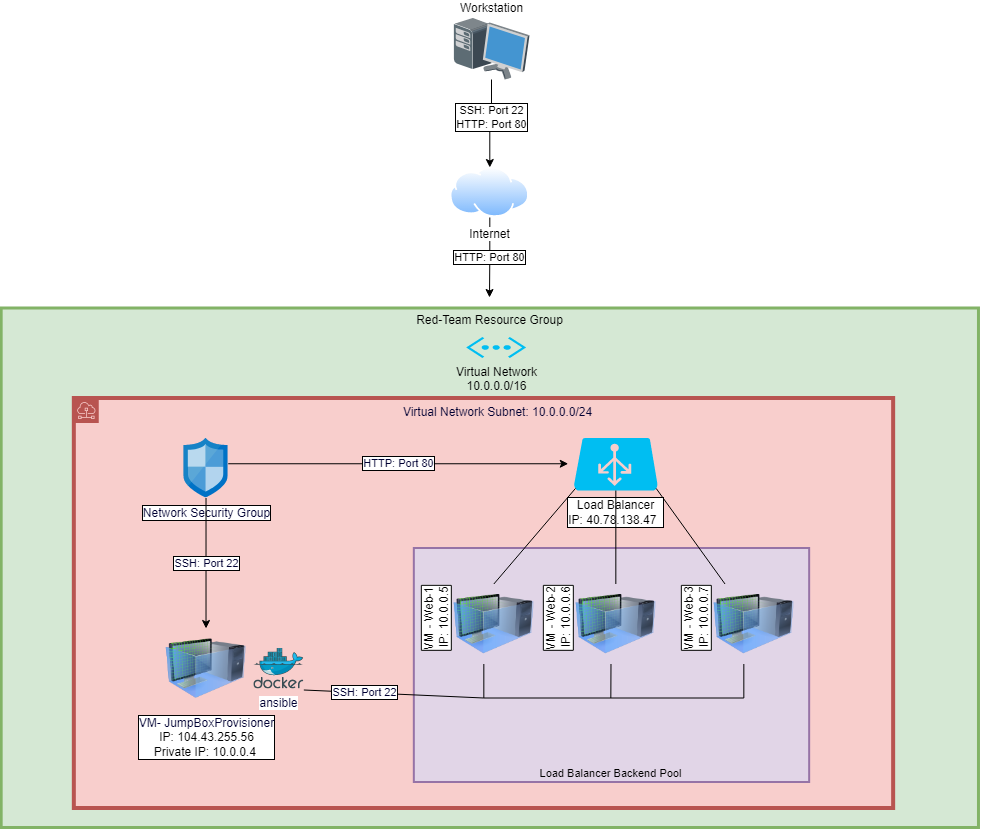 Workstation
SSH: Port 22
HTTP: Port 80
Internet
HTTP: Port 80
Red-Team Resource Group
Virtual Network
10.0.0.0/16
Virtual Network Subnet: 10.0.0.0/24
HTTP: Port 80
Network Security Group
Load Balancer
IP: 40.78.138.47
SSH: Port 22
VM - Web-1
IP: 10.0.0.5
VM - Web-2
IP: 10.0.0.6
VM - Web-3
IP: 10.0.0.7
docker
ansible
SSH: Port 22
VM- JumpBoxProvisioner
IP: 104.43.255.56
Private IP: 10.0.0.4
Load Balancer Backend Pool